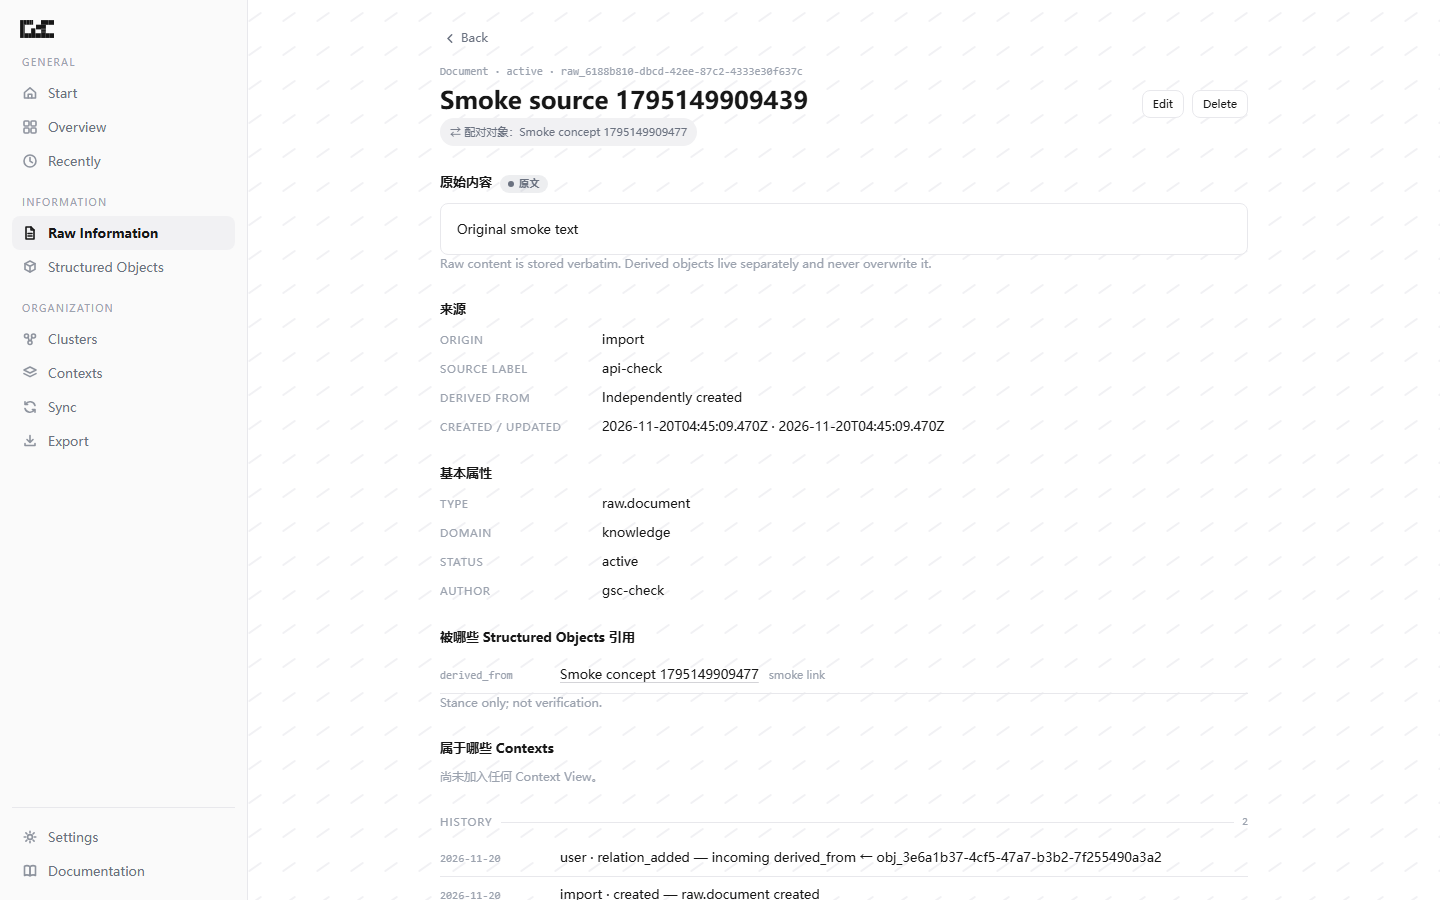 GSC
GENERAL
Start
Overview
Recently
INFORMATION
Raw Information
Structured Objects
ORGANIZATION
Clusters
Contexts
Sync
Export
Settings
Documentation
Back
Document · active · raw_6188b810-dbcd-42ee-87c2-4333e30f637c
Smoke source 1795149909439
Edit
Delete
⇄ 配对对象：Smoke concept 1795149909477
原始内容 ● 原文
Original smoke text
Raw content is stored verbatim. Derived objects live separately and never overwrite it.
来源
ORIGIN import
SOURCE LABEL api-check
DERIVED FROM Independently created
CREATED / UPDATED 2026-11-20T04:45:09.470Z · 2026-11-20T04:45:09.470Z
基本属性
TYPE raw.document
DOMAIN knowledge
STATUS active
AUTHOR gsc-check
被哪些 Structured Objects 引用
derived_from Smoke concept 1795149909477 smoke link
Stance only; not verification.
属于哪些 Contexts
尚未加入任何 Context View。
HISTORY 2
2026-11-20 user · relation_added — incoming derived_from ← obj_3e6a1b37-4cf5-47a7-b3b2-7f255490a3a2
2026-11-20 import · created — raw.document created